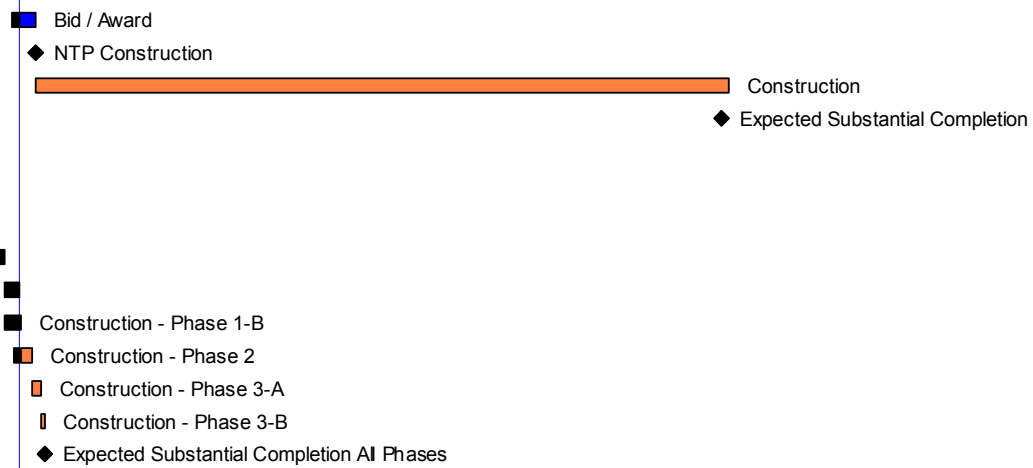 Bid / Award
NTP Construction
Construction
Expected Substantial Completion
Construction - Phase 1-B
Construction - Phase 2
Construction - Phase 3-A
Construction - Phase 3-B
Expected Substantial Completion All Phases